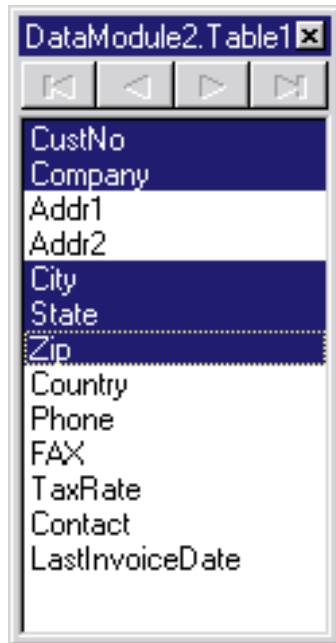 DataModule2.Table1
CustNo
Company
Addr1
Addr2
City
State
Zip
Country
Phone
FAX
TaxRate
Contact
LastInvoiceDate